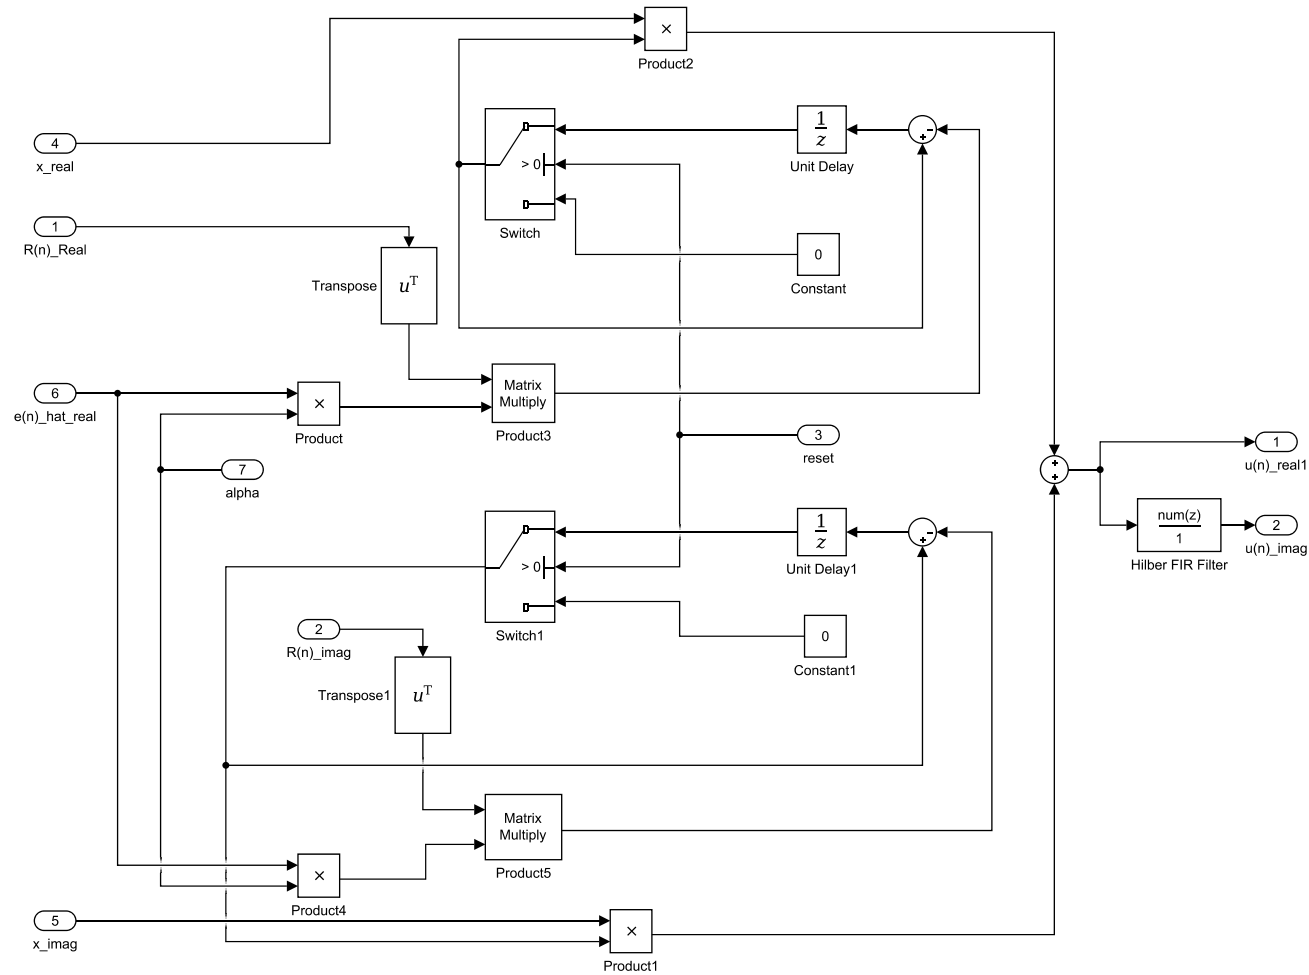 ×
Product2
4
x_real
1
z
Unit Delay
-
+
> 0
Switch
1
R(n)_Real
Transpose
u^T
0
Constant
6
e(n)_hat_real
×
Product
Matrix
Multiply
Product3
3
reset
7
alpha
+
+
1
u(n)_real1
num(z)
1
Hilber FIR Filter
2
u(n)_imag
1
z
Unit Delay1
-
+
> 0
Switch1
2
R(n)_imag
Transpose1
u^T
0
Constant1
Matrix
Multiply
Product5
×
Product4
5
x_imag
×
Product1